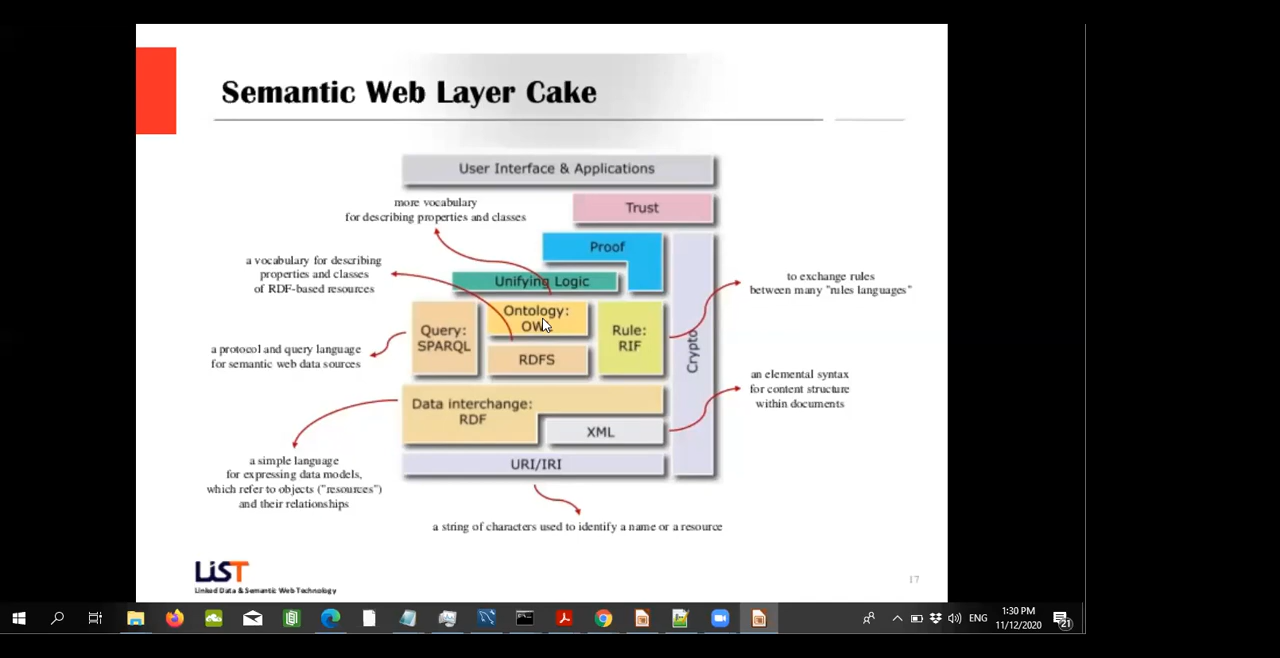 Semantic Web Layer Cake
User Interface & Applications
Trust
more vocabulary
for describing properties and classes
Proof
a vocabulary for describing
properties and classes
of RDF-based resources
Unifying Logic
to exchange rules
between many "rules languages"
Query:
SPARQL
Ontology:
RDFS
Rule:
RIF
Crypto
a protocol and query language
for semantic web data sources
an elemental syntax
for content structure
within documents
Data interchange:
RDF
XML
URI/IRI
a simple language
for expressing data models,
which refer to objects ("resources")
and their relationships
a string of characters used to identify a name or a resource
LiST
Linked Data & Semantic Web Technology
17
ENG
1:30 PM
11/12/2020
21